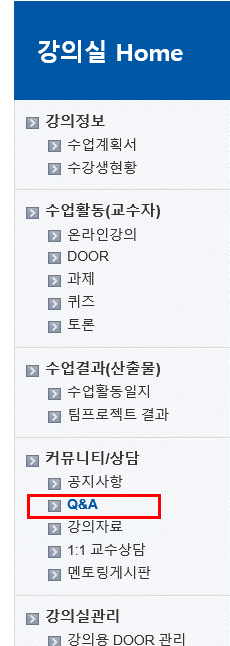 강의실 Home
강의정보
수업계획서
수강생현황
수업활동(교수자)
온라인강의
DOOR
과제
퀴즈
토론
수업결과(산출물)
수업활동일지
팀프로젝트 결과
커뮤니티/상담
공지사항
Q&A
강의자료
1:1 교수상담
멘토링게시판
강의실관리
강의용 DOOR 관리